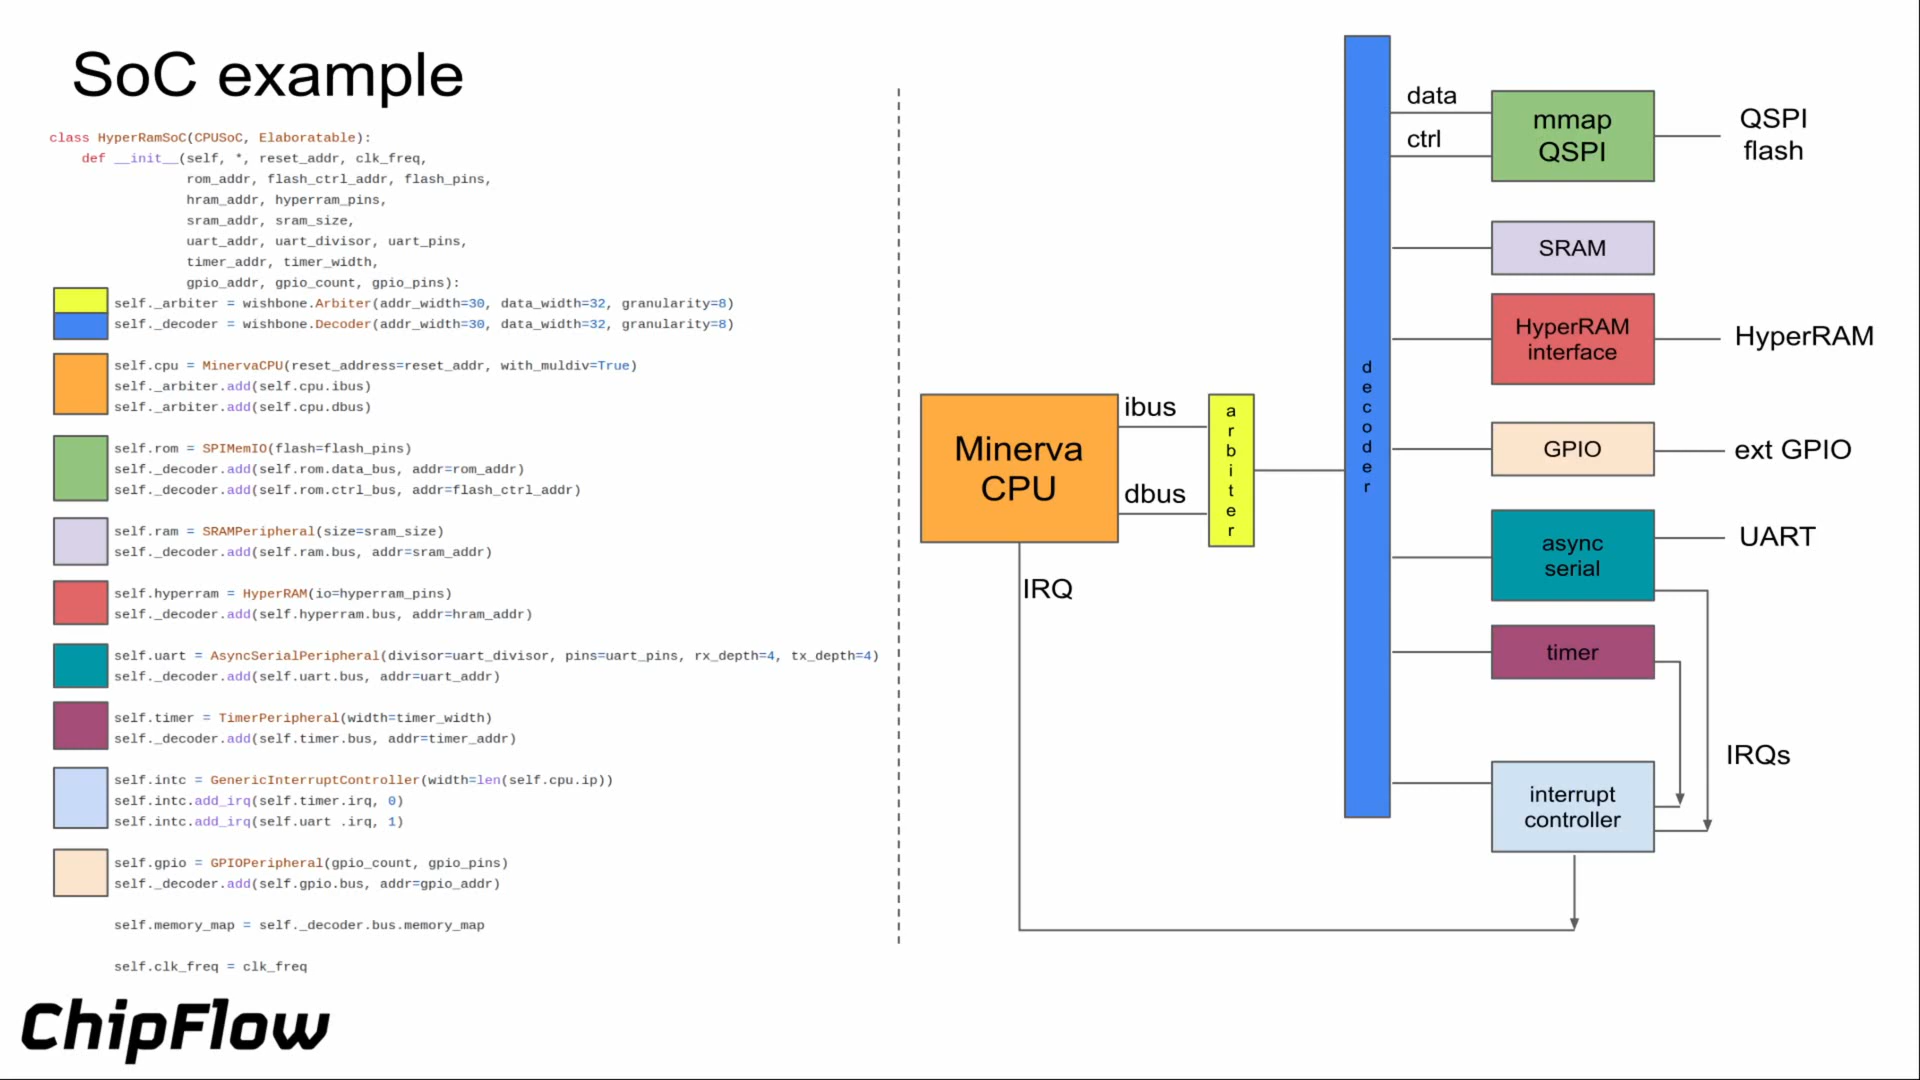 SoC example
class HyperRamSoC(CPUSoC, Elaboratable):
def __init__(self, *, reset_addr, clk_freq,
rom_addr, flash_ctrl_addr, flash_pins,
hram_addr, hyperram_pins,
sram_addr, sram_size,
uart_addr, uart_divisor, uart_pins,
timer_addr, timer_width,
gpio_addr, gpio_count, gpio_pins):
self._arbiter = wishbone.Arbiter(addr_width=30, data_width=32, granularity=8)
self._decoder = wishbone.Decoder(addr_width=30, data_width=32, granularity=8)
self.cpu = MinervaCPU(reset_address=reset_addr, with_muldiv=True)
self._arbiter.add(self.cpu.ibus)
self._arbiter.add(self.cpu.dbus)
self.rom = SPIMemIO(flash=flash_pins)
self._decoder.add(self.rom.data_bus, addr=rom_addr)
self._decoder.add(self.rom.ctrl_bus, addr=flash_ctrl_addr)
self.ram = SRAMPeripheral(size=sram_size)
self._decoder.add(self.ram.bus, addr=sram_addr)
self.hyperram = HyperRAM(io=hyperram_pins)
self._decoder.add(self.hyperram.bus, addr=hram_addr)
self.uart = AsyncSerialPeripheral(divisor=uart_divisor, pins=uart_pins, rx_depth=4, tx_depth=4)
self._decoder.add(self.uart.bus, addr=uart_addr)
self.timer = TimerPeripheral(width=timer_width)
self._decoder.add(self.timer.bus, addr=timer_addr)
self.intc = GenericInterruptController(width=len(self.cpu.ip))
self.intc.add_irq(self.timer.irq, 0)
self.intc.add_irq(self.uart .irq, 1)
self.gpio = GPIOPeripheral(gpio_count, gpio_pins)
self._decoder.add(self.gpio.bus, addr=gpio_addr)
self.memory_map = self._decoder.bus.memory_map
self.clk_freq = clk_freq
ChipFlow
Minerva
CPU
ibus
dbus
IRQ
arbiter
decoder
data
ctrl
mmap
QSPI
QSPI
flash
SRAM
HyperRAM
interface
HyperRAM
GPIO
ext GPIO
async
serial
UART
timer
IRQs
interrupt
controller